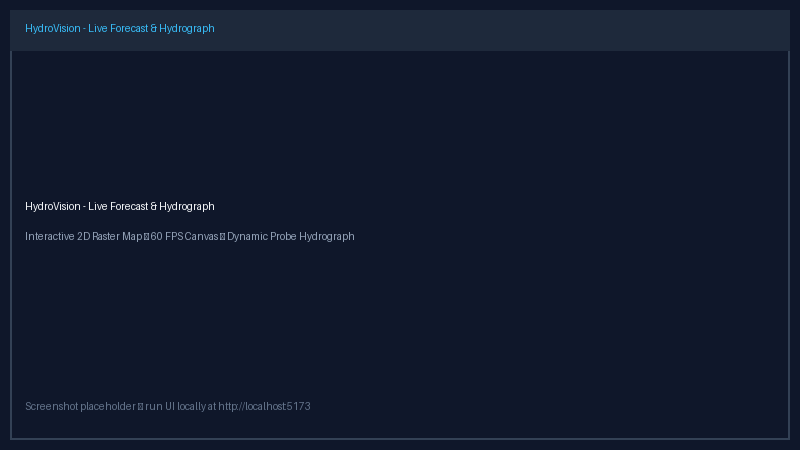 HydroVision - Live Forecast & Hydrograph
HydroVision - Live Forecast & Hydrograph
Interactive 2D Raster Map □ 60 FPS Canvas □ Dynamic Probe Hydrograph
Screenshot placeholder □ run UI locally at http://localhost:5173